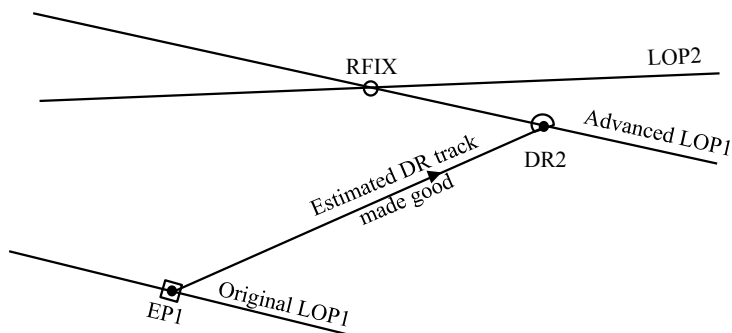 RFIX
LOP2
Advanced LOP1
DR2
Estimated DR track
made good
EP1
Original LOP1